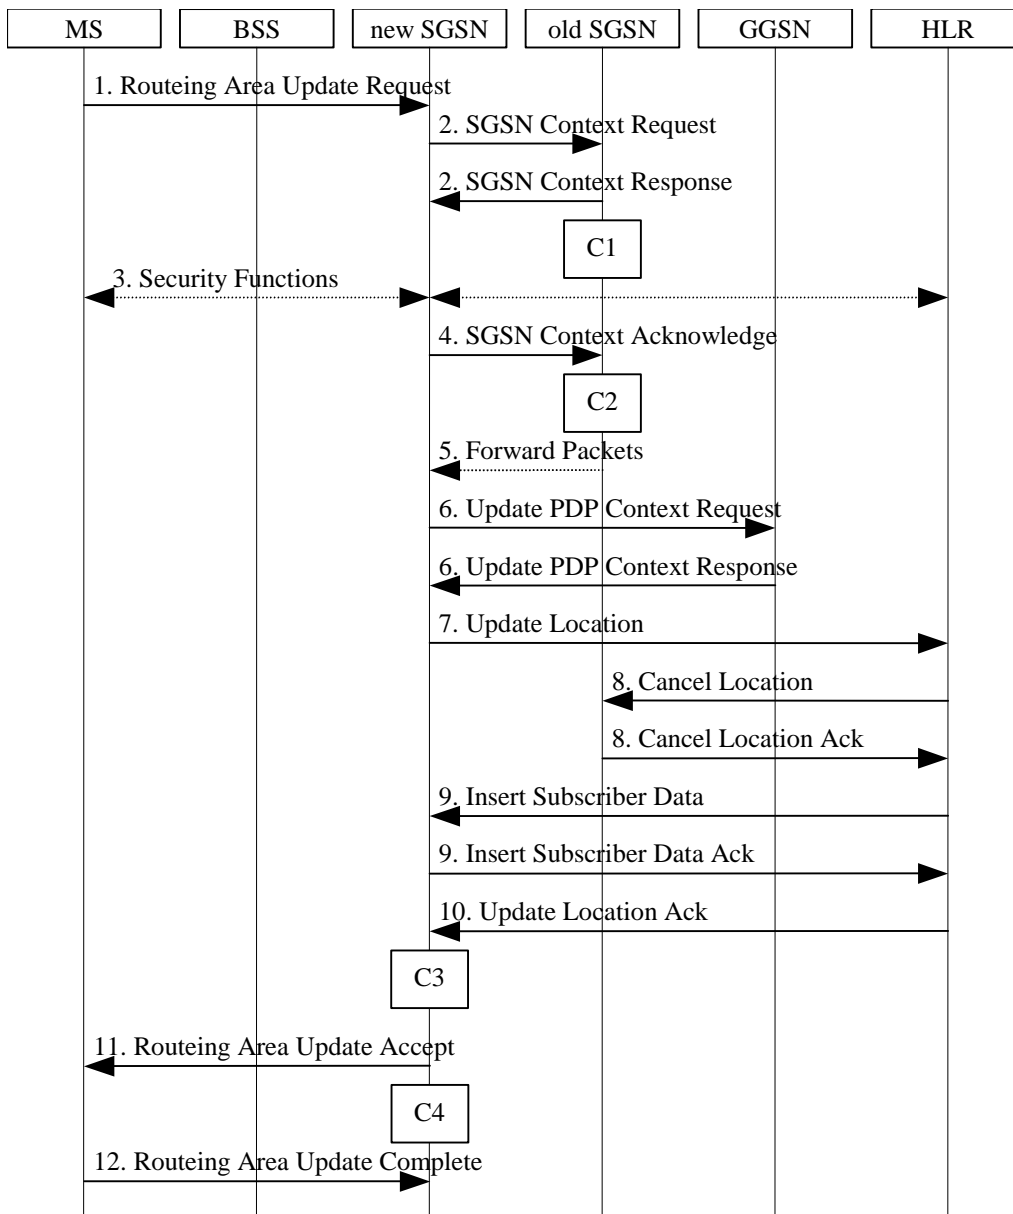 MS BSS new SGSN old SGSN GGSN HLR
1. Routeing Area Update Request
2. SGSN Context Request
2. SGSN Context Response
C1
3. Security Functions
4. SGSN Context Acknowledge
C2
5. Forward Packets
6. Update PDP Context Request
6. Update PDP Context Response
7. Update Location
8. Cancel Location
8. Cancel Location Ack
9. Insert Subscriber Data
9. Insert Subscriber Data Ack
10. Update Location Ack
C3
11. Routeing Area Update Accept
C4
12. Routeing Area Update Complete